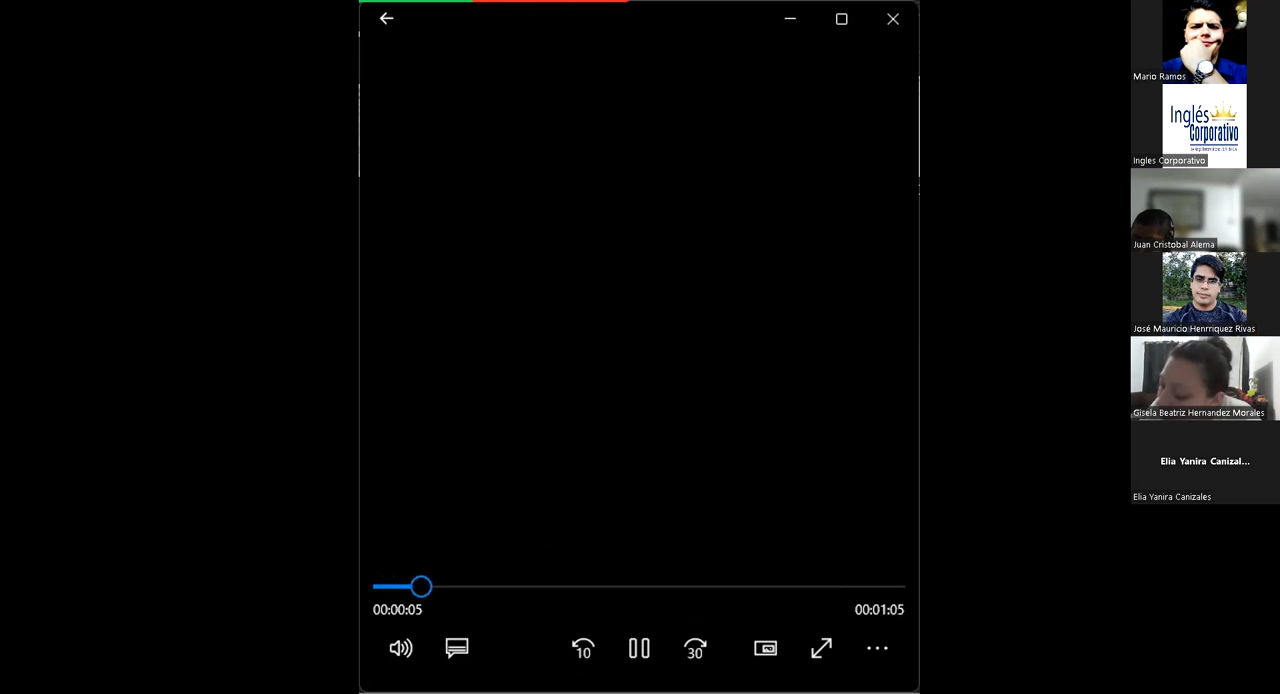 Mario Ramos
Inglés
Corporativo
Ingles Corporativo
Juan Cristobal Alema
José Mauricio Henrriquez Rivas
Gisela Beatriz Hernandez Morales
Elia Yanira Canizal...
Elia Yanira Canizales
00:00:05
00:01:05
10
30